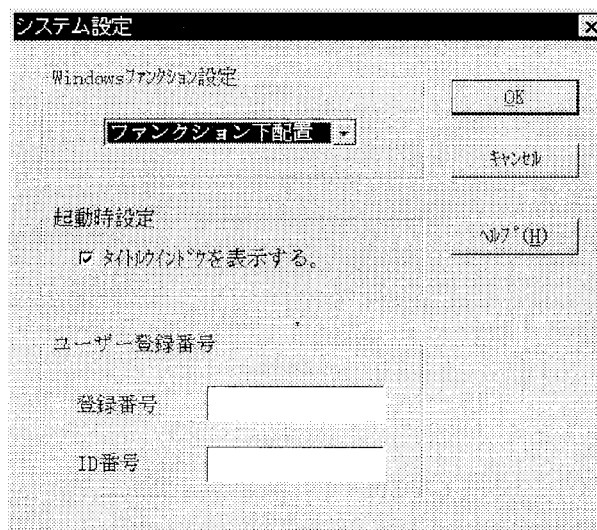 システム設定
Windowsﾌｧﾝｸｼｮﾝ設定
ファンクション下配置
OK
ｷｬﾝｾﾙ
起動時設定
ﾀｲﾄﾙｳｲﾝﾄﾞｳを表示する。
ﾍﾙﾌﾟ(H)
ユーザー登録番号
登録番号
ID番号